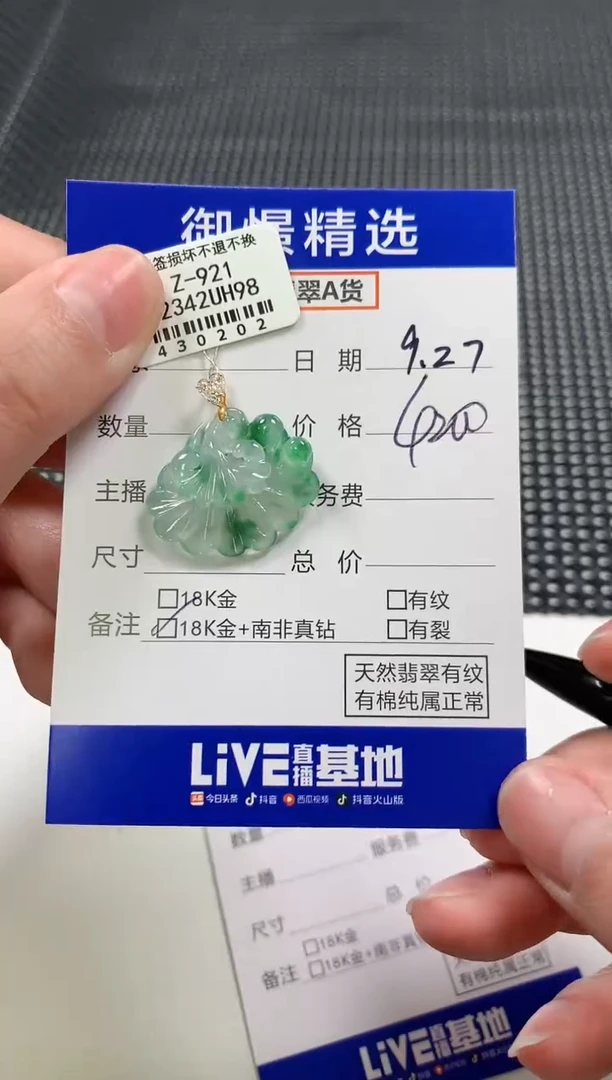 御憬精选
签损坏不退不换
Z-921
2342UH98
430202
翠A货
日期 9.27
数量 价格
主播 务费
尺寸 总价
备注 □18K金 □有纹
□18K金+南非真钻 □有裂
天然翡翠有纹
有棉纯属正常
LiVE直播基地
今日头条 抖音 西瓜视频 抖音火山版
数量 服务费
主播 总价
尺寸
备注 □18K金
□18K金+南非真
有棉纯属正常
LiVE直播基地